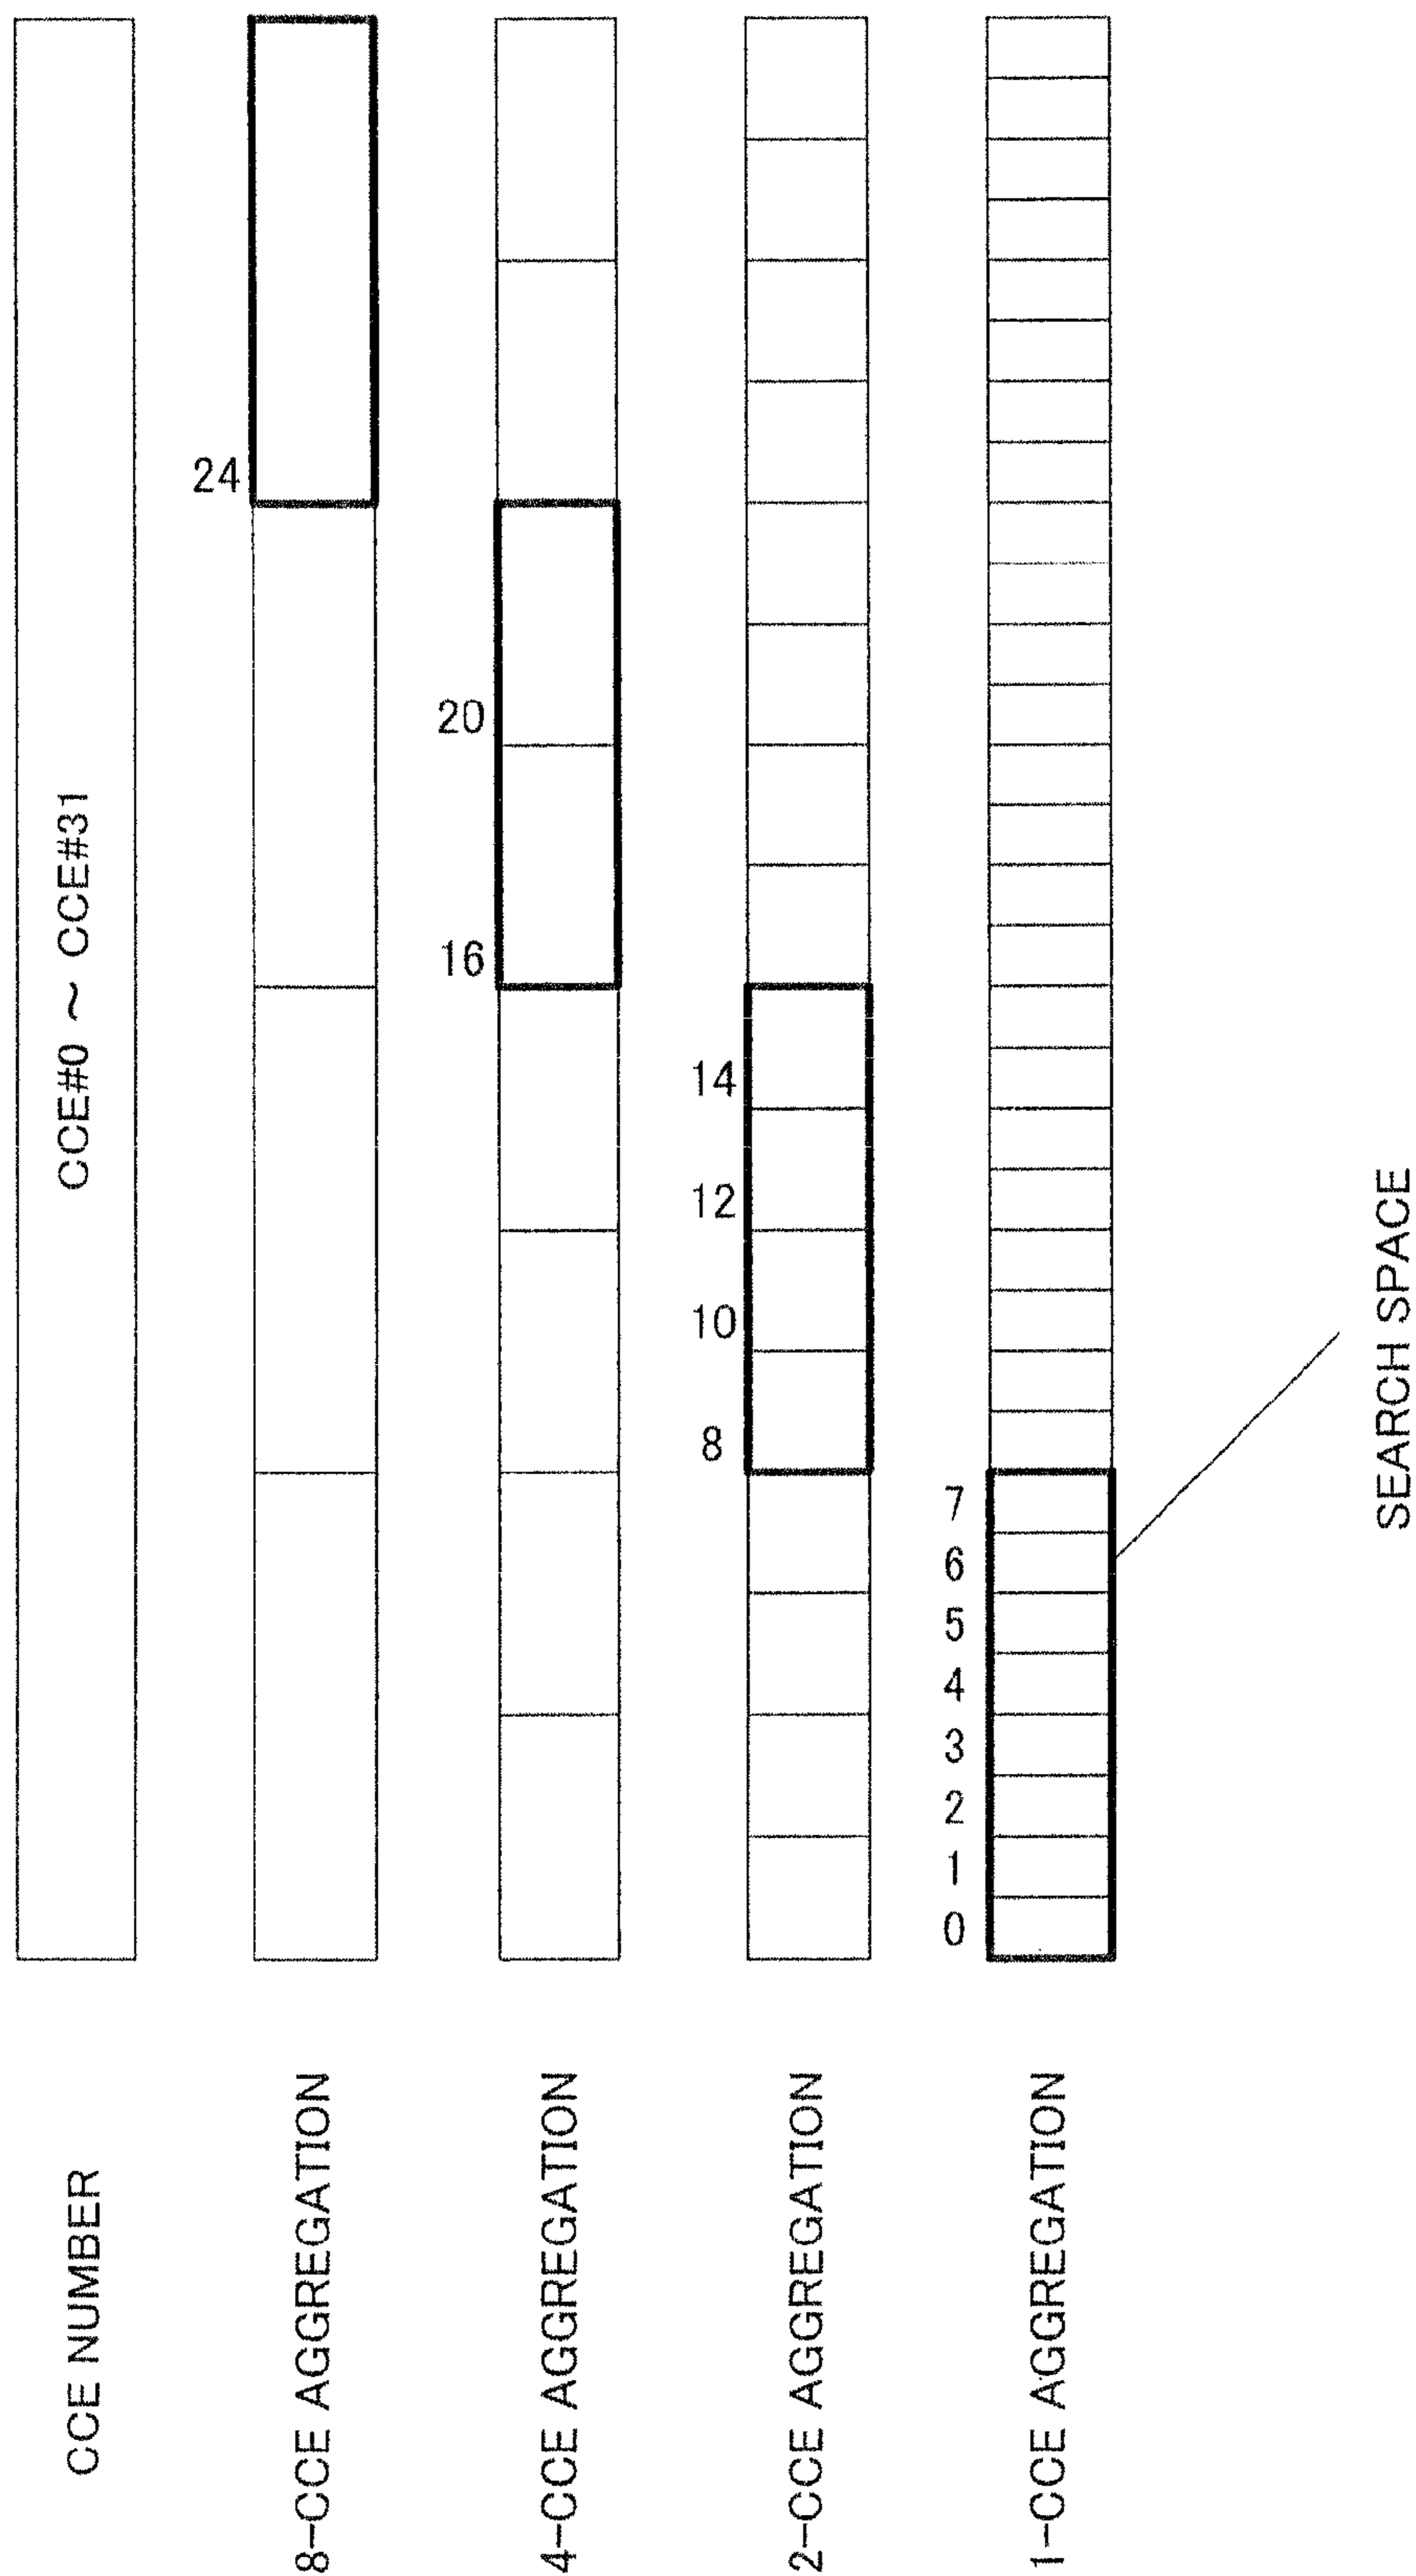 CCE NUMBER
CCE#0 ~ CCE#31
8-CCE AGGREGATION
24
4-CCE AGGREGATION
16
20
2-CCE AGGREGATION
8
10
12
14
1-CCE AGGREGATION
0
1
2
3
4
5
6
7
SEARCH SPACE